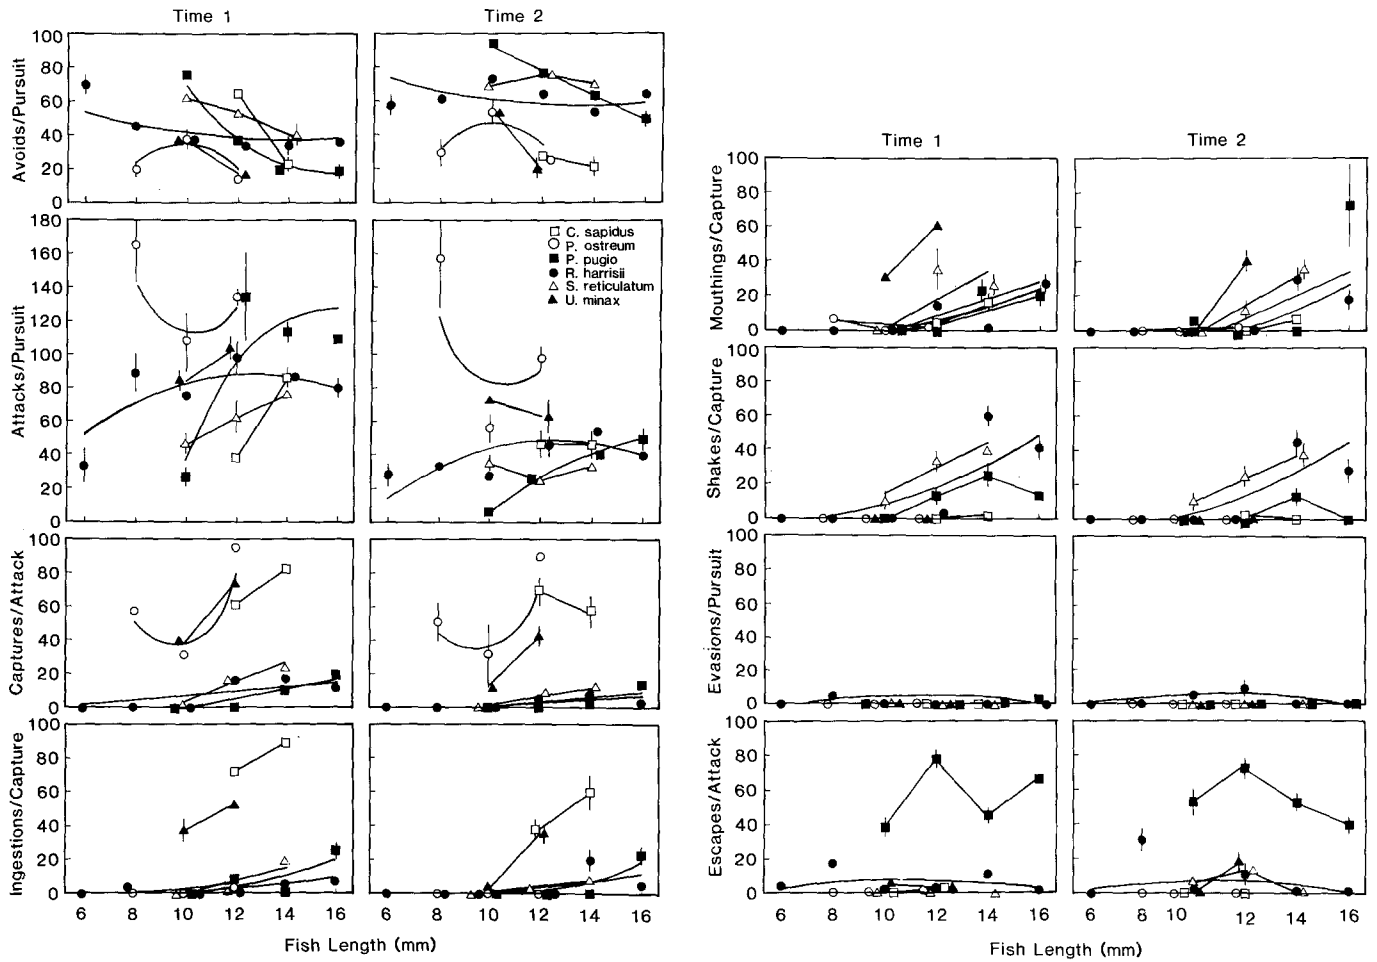 Time 1
Time 2
Avoids/Pursuit
100
80
60
40
20
0
Attacks/Pursuit
180
160
140
120
100
80
60
40
20
0
C. sapidus
P. ostreum
P. pugio
R. harrisii
S. reticulatum
U. minax
Captures/Attack
100
80
60
40
20
0
Ingestions/Capture
100
80
60
40
20
0
6 8 10 12 14 16
6 8 10 12 14 16
Fish Length (mm)
Time 1
Time 2
Mouthings/Capture
100
80
60
40
20
0
Shakes/Capture
100
80
60
40
20
0
Evasions/Pursuit
100
80
60
40
20
0
Escapes/Attack
100
80
60
40
20
0
6 8 10 12 14 16
6 8 10 12 14 16
Fish Length (mm)